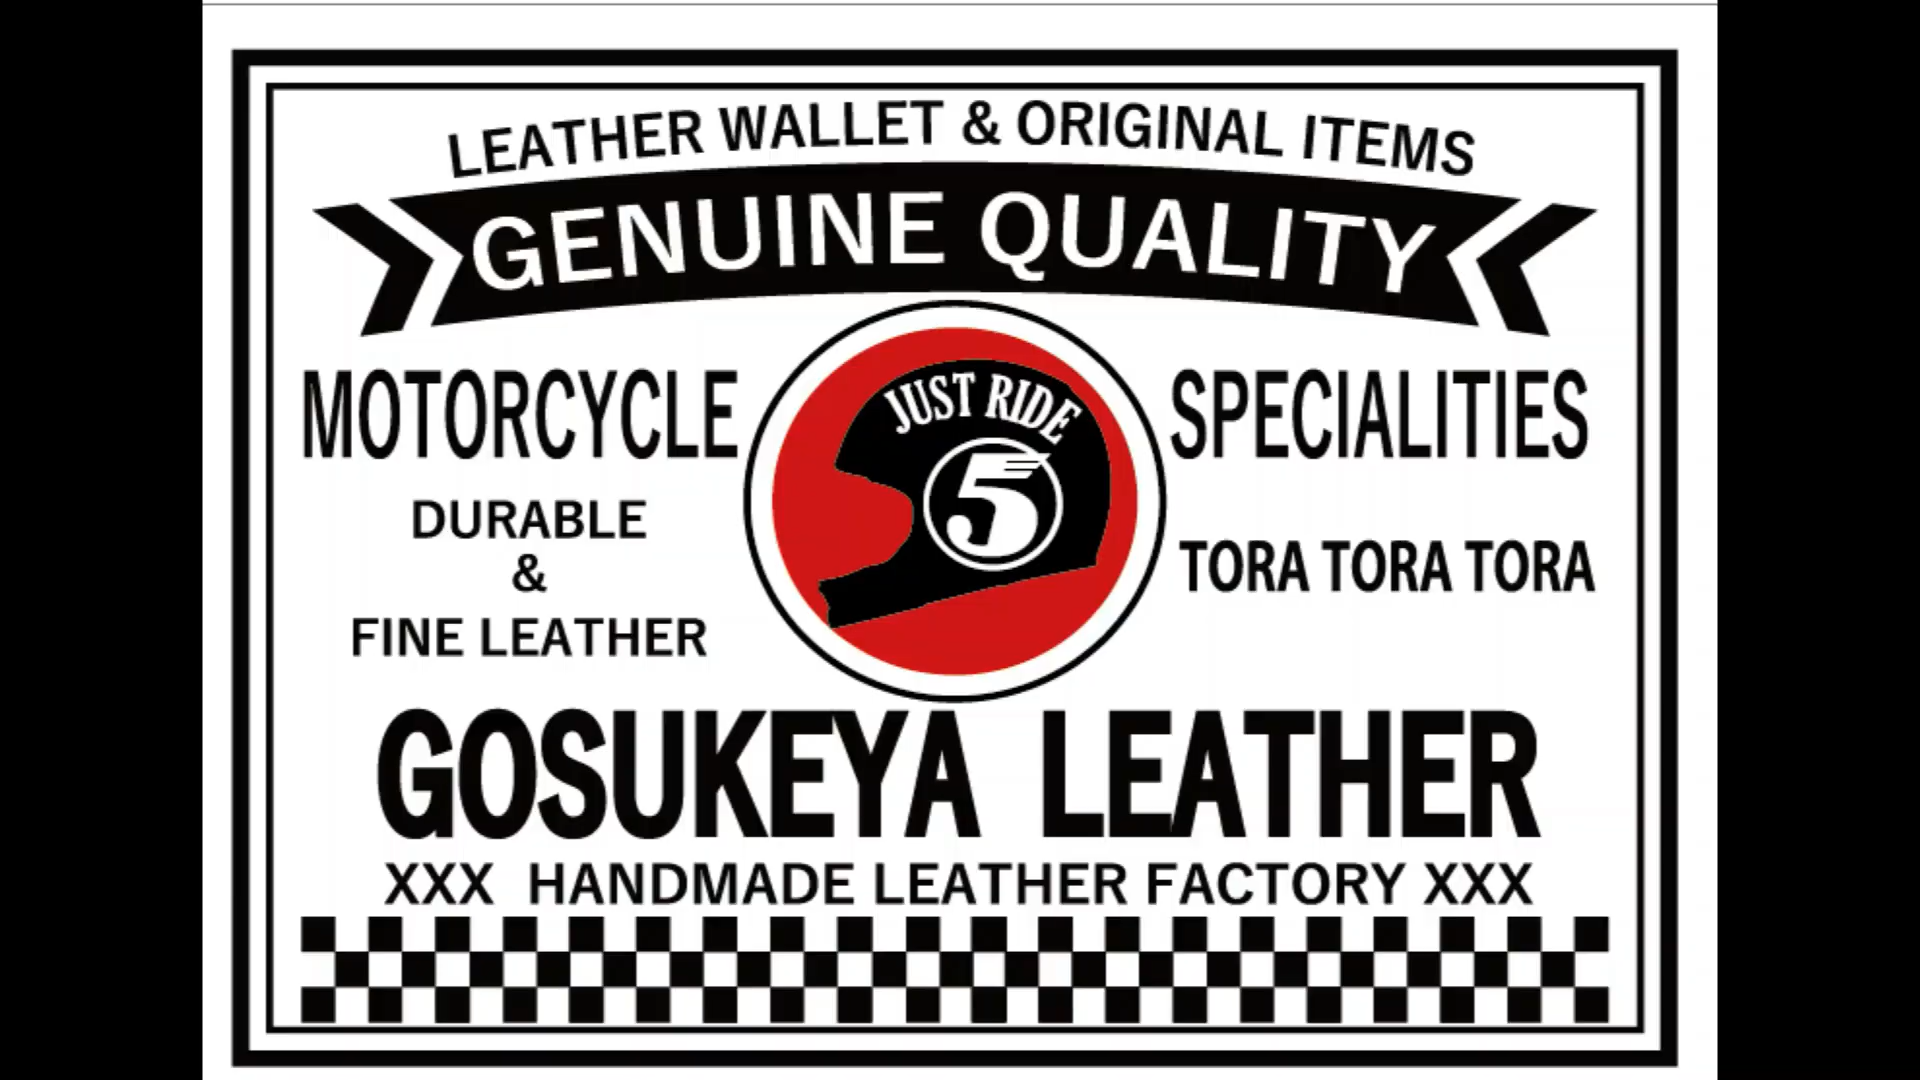 LEATHER WALLET & ORIGINAL ITEMS
GENUINE QUALITY
MOTORCYCLE
JUST RIDE
5
SPECIALITIES
DURABLE
&
FINE LEATHER
TORA TORA TORA
GOSUKEYA LEATHER
XXX HANDMADE LEATHER FACTORY XXX